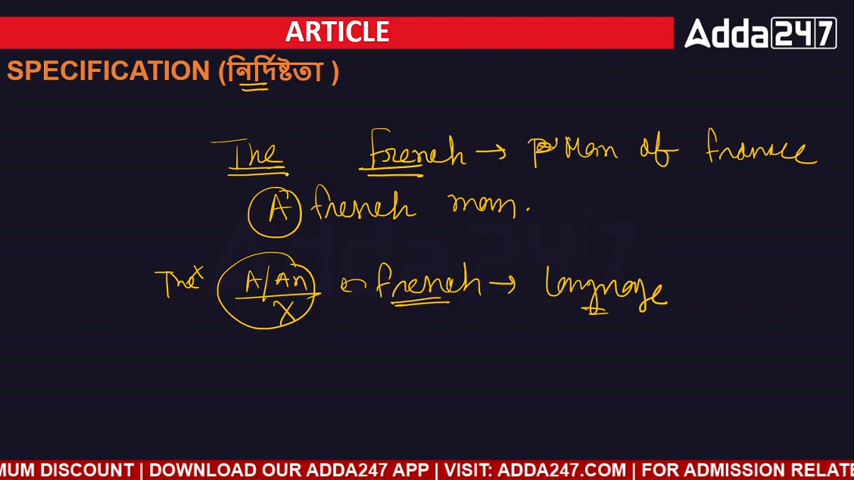 ARTICLE
Adda247
SPECIFICATION (নির্দিষ্টতা )
The French → Man of france
A french man.
The x A/An french → language
X
MUM DISCOUNT | DOWNLOAD OUR ADDA247 APP | VISIT: ADDA247.COM | FOR ADMISSION RELATE